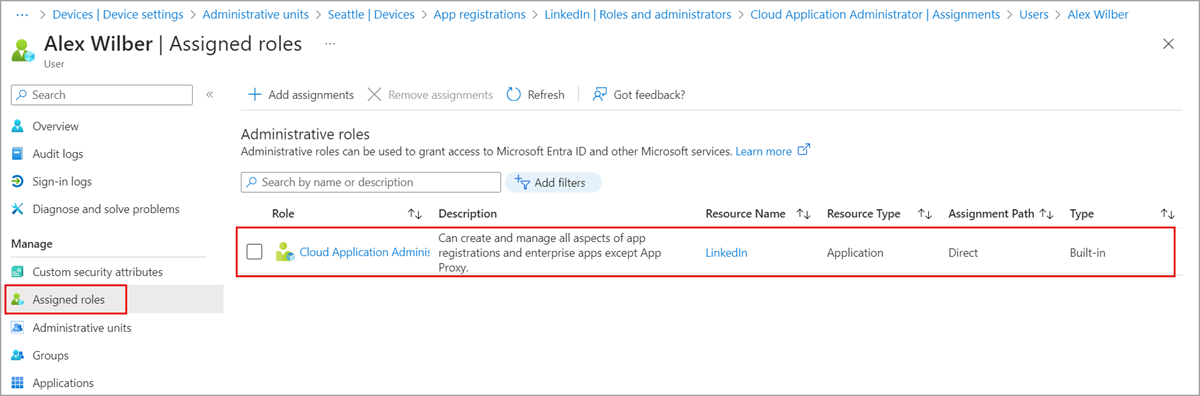 ··· > Devices | Device settings > Administrative units > Seattle | Devices > App registrations > LinkedIn | Roles and administrators > Cloud Application Administrator | Assignments > Users > Alex Wilber
Alex Wilber | Assigned roles ···
User
Search «
Add assignments Remove assignments Refresh Got feedback?
Overview
Audit logs
Sign-in logs
Diagnose and solve problems
Manage
Custom security attributes
Assigned roles
Administrative units
Groups
Applications
Administrative roles
Administrative roles can be used to grant access to Microsoft Entra ID and other Microsoft services. Learn more
Search by name or description Add filters
Role Description Resource Name Resource Type Assignment Path Type
Cloud Application Adminis
Can create and manage all aspects of app
registrations and enterprise apps except App
Proxy.
LinkedIn Application Direct Built-in